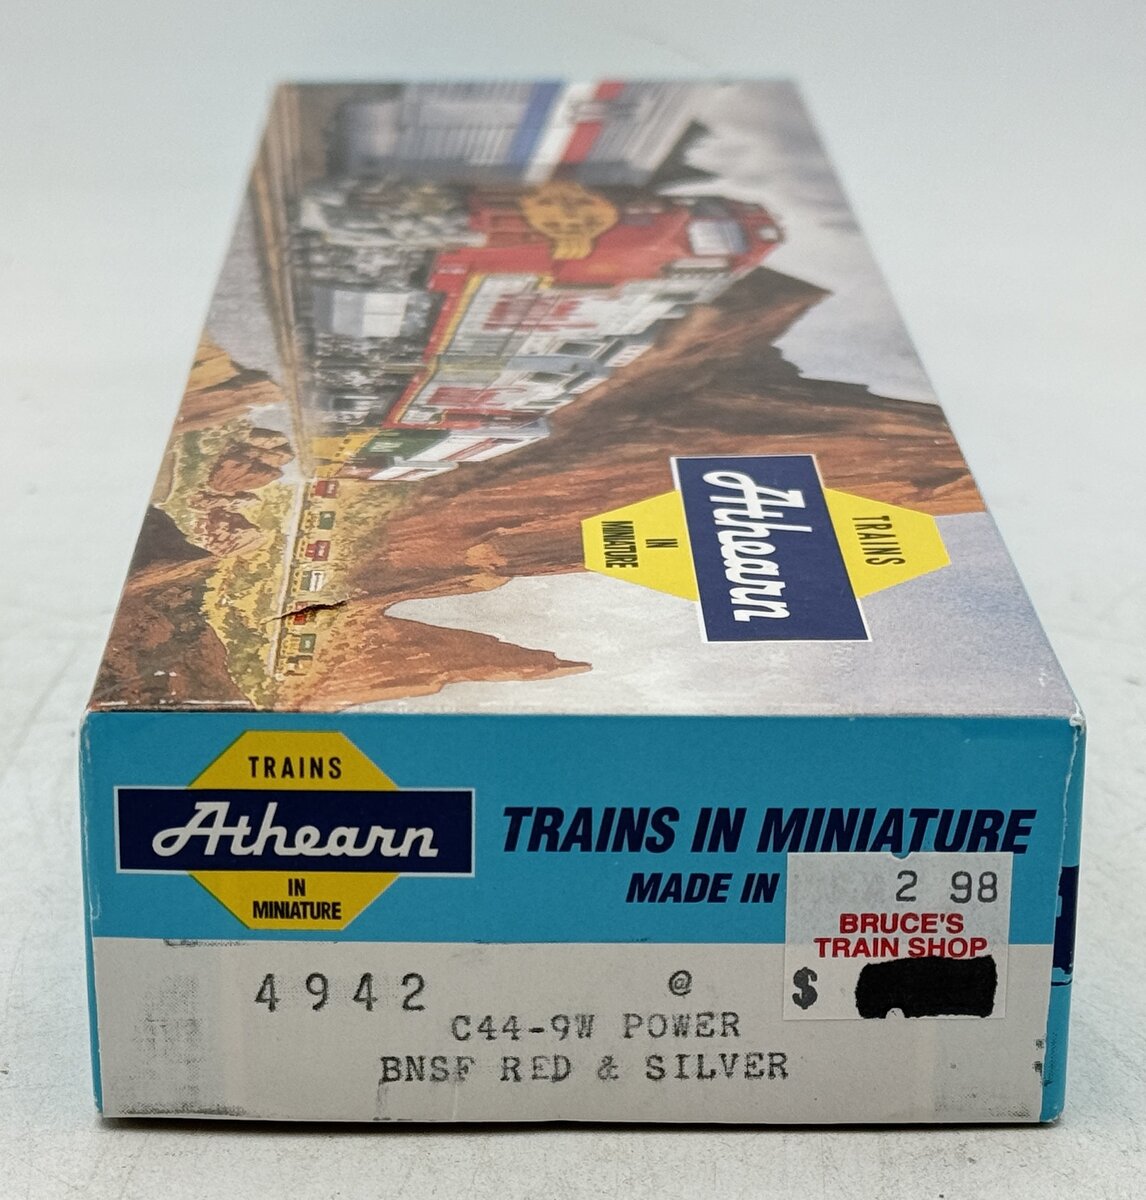 TRAINS
Athearn
IN
MINIATURE
TRAINS
Athearn
IN
MINIATURE
TRAINS IN MINIATURE
MADE IN
2 98
BRUCE'S
TRAIN SHOP
$
4942 @
C44-9W POWER
BNSF RED & SILVER